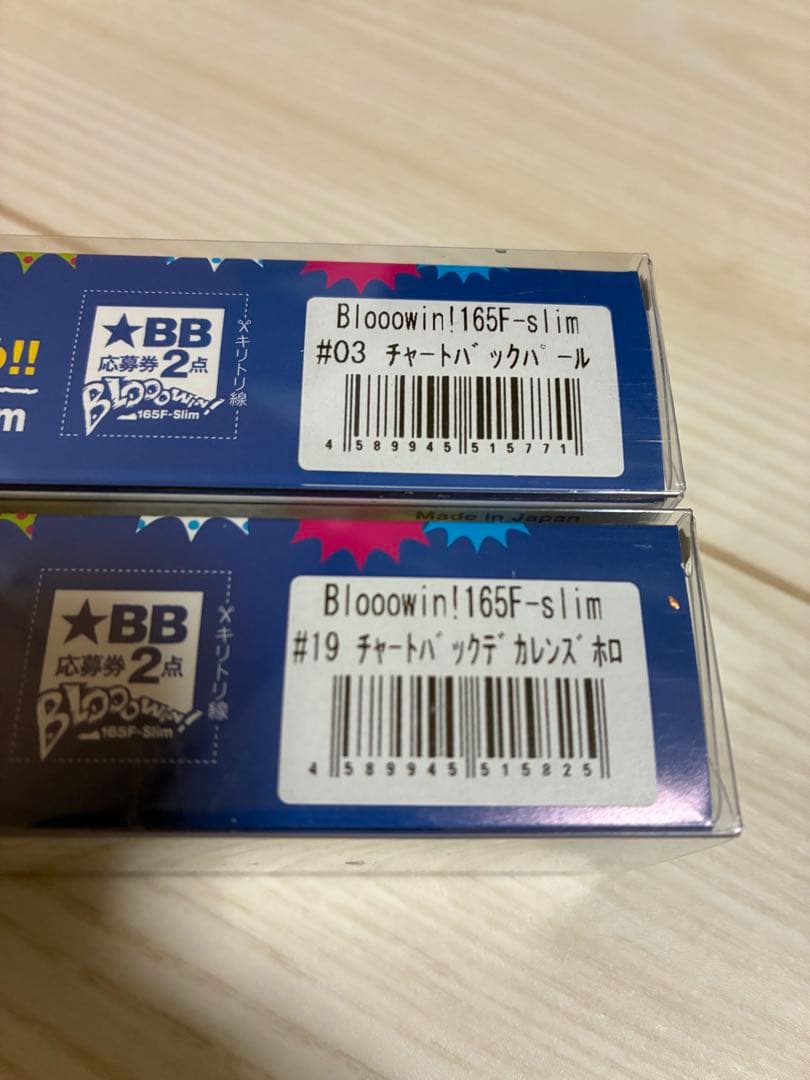 !!
m
★BB
応募券2点
BLOOOWIN!
165F-Slim
キリトリ線
Blooowin!165F-slim
#03 ﾁｬｰﾄﾊﾞｯｸﾊﾟｰﾙ
4 589945 515771
Made in Japan
★BB
応募券2点
BLOOOWIN!
165F-Slim
キリトリ線
Blooowin!165F-slim
#19 ﾁｬｰﾄﾊﾞｯｸﾃﾞｶﾚﾝｽﾞﾎﾛ
4 589945 515825